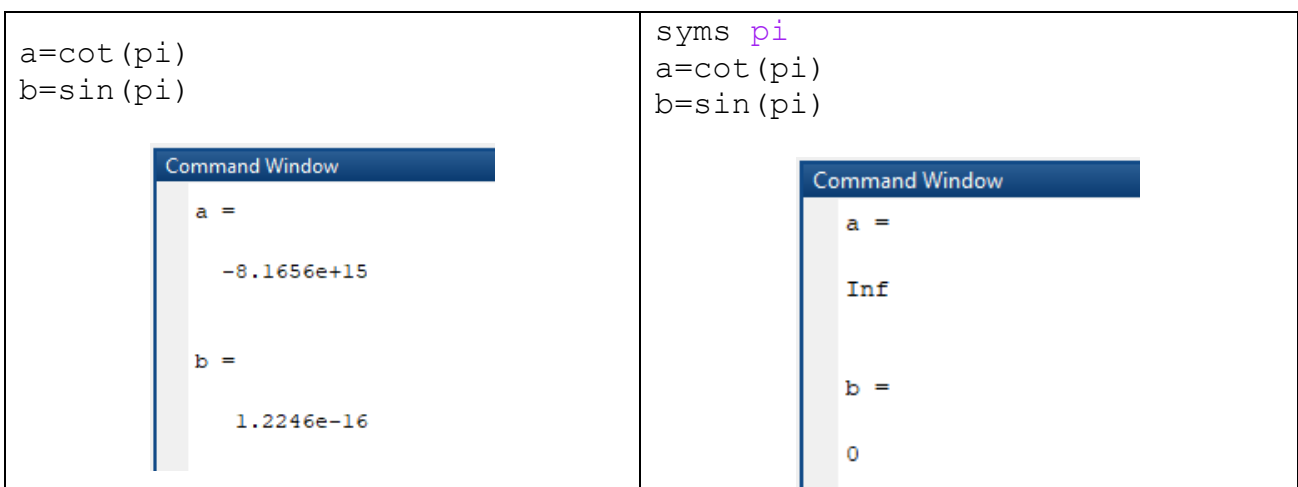 a=cot(pi)
b=sin(pi)
Command Window
a =
-8.1656e+15
b =
1.2246e-16
syms pi
a=cot(pi)
b=sin(pi)
Command Window
a =
Inf
b =
0